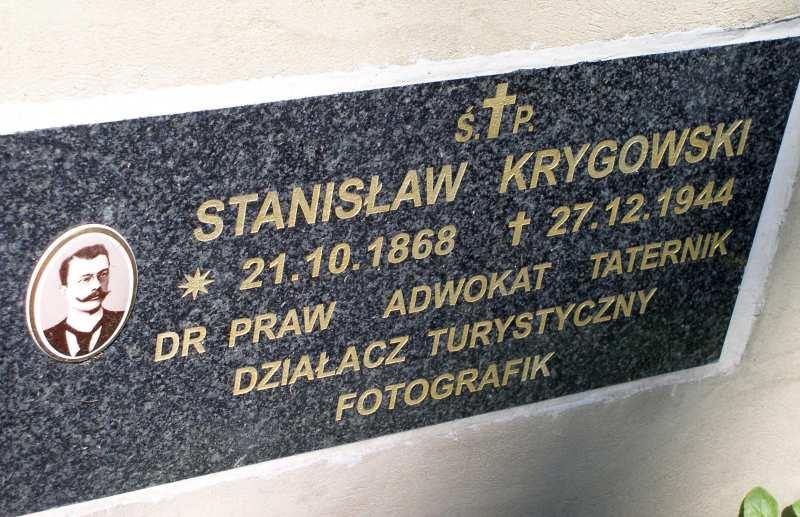 Ś. † P.
STANISŁAW KRYGOWSKI
* 21.10.1868 † 27.12.1944
DR PRAW ADWOKAT TATERNIK
DZIAŁACZ TURYSTYCZNY
FOTOGRAFIK